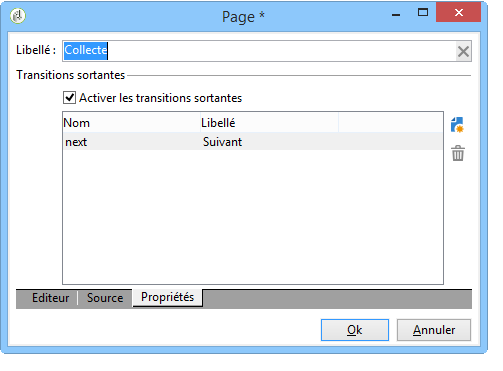 Page *
Libellé : Collecte
Transitions sortantes
Activer les transitions sortantes
Nom Libellé
next Suivant
Editeur Source Propriétés
Ok Annuler